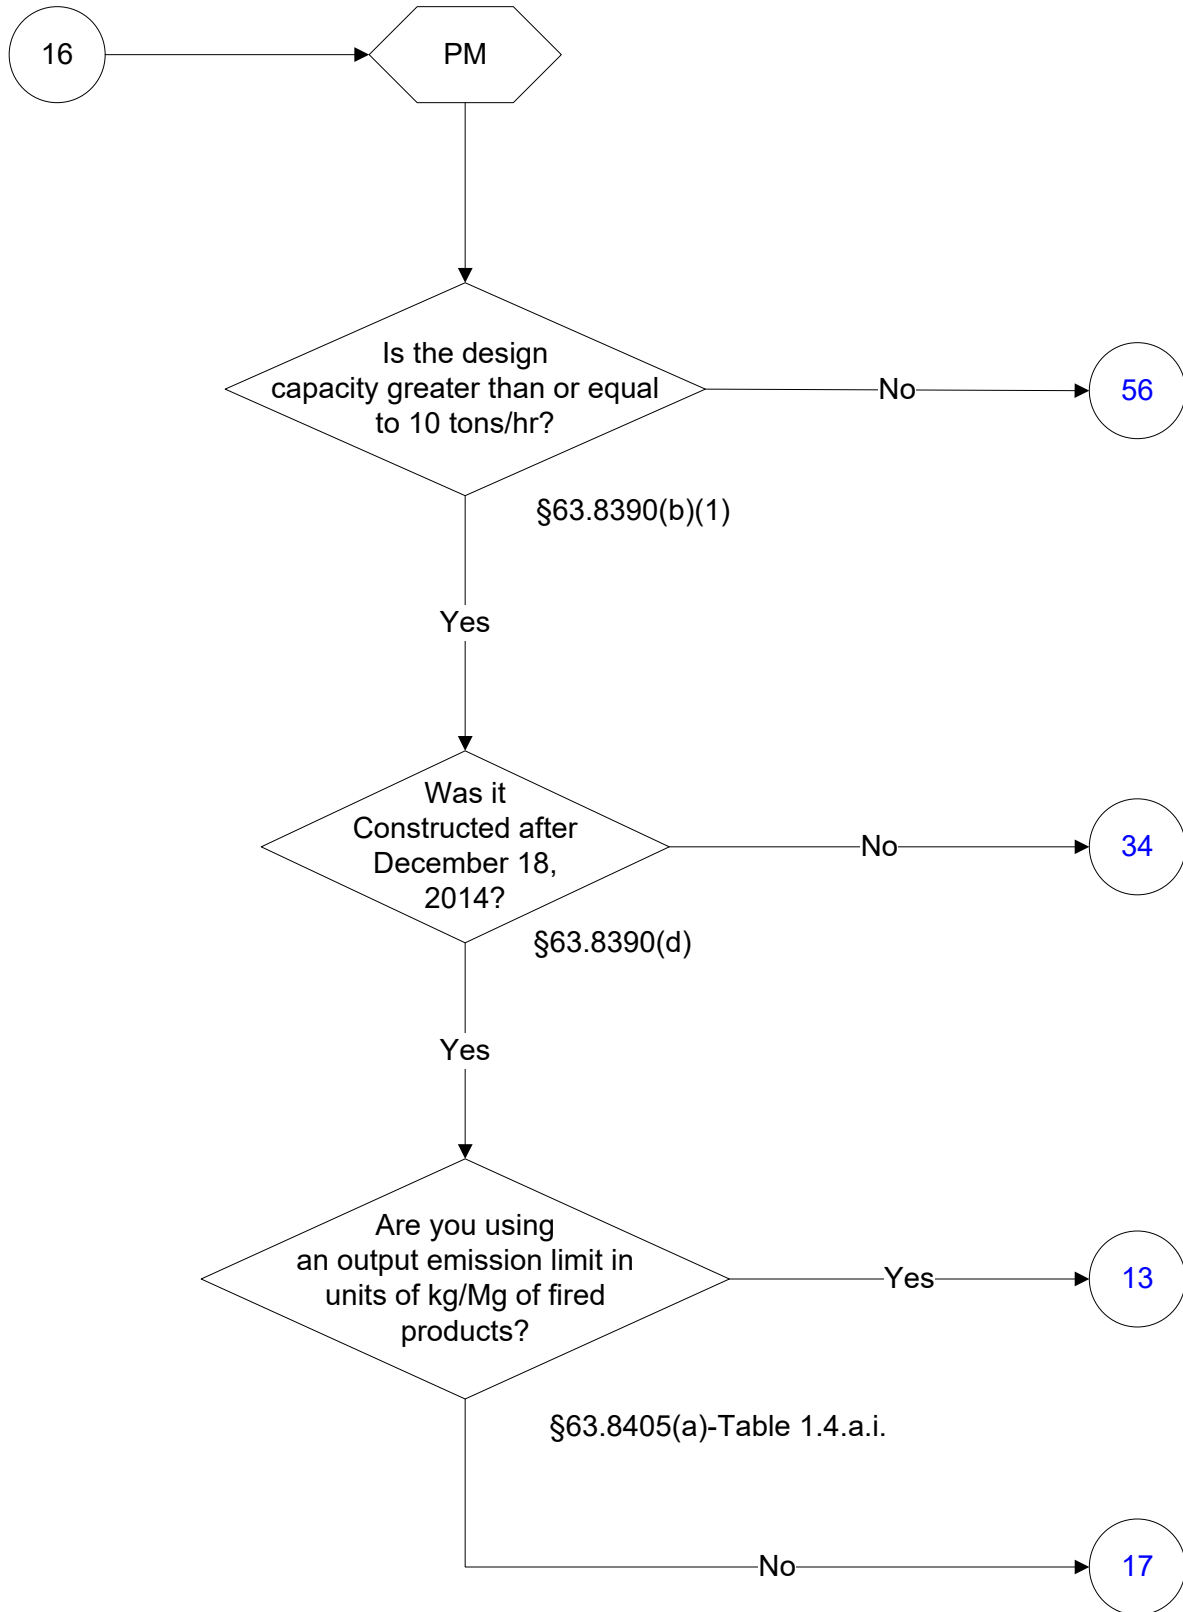 16
PM
Is the design
capacity greater than or equal
to 10 tons/hr?
No
56
§63.8390(b)(1)
Yes
Was it
Constructed after
December 18,
2014?
No
34
§63.8390(d)
Yes
Are you using
an output emission limit in
units of kg/Mg of fired
products?
Yes
13
§63.8405(a)-Table 1.4.a.i.
No
17